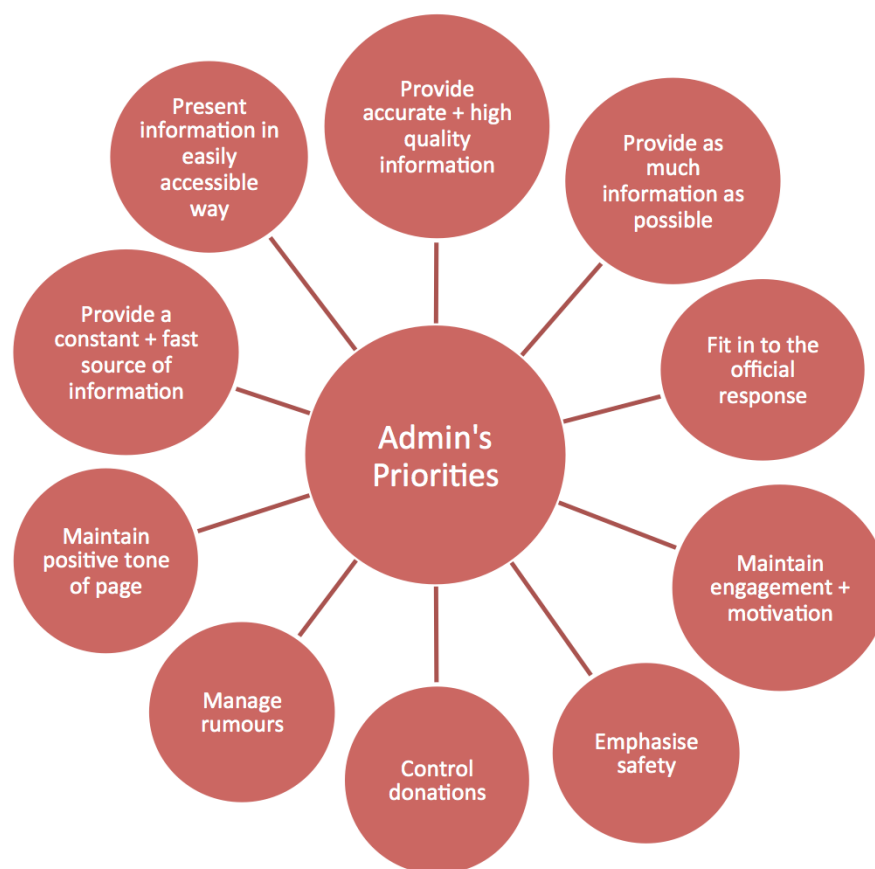 Provide
accurate + high
quality
information
Provide as
much
information as
possible
Fit in to the
official
response
Maintain
engagement +
motivation
Emphasise
safety
Control
donations
Manage
rumours
Maintain
positive tone
of page
Provide a
constant + fast
source of
information
Present
information in
easily
accessible
way
Admin's
Priorities